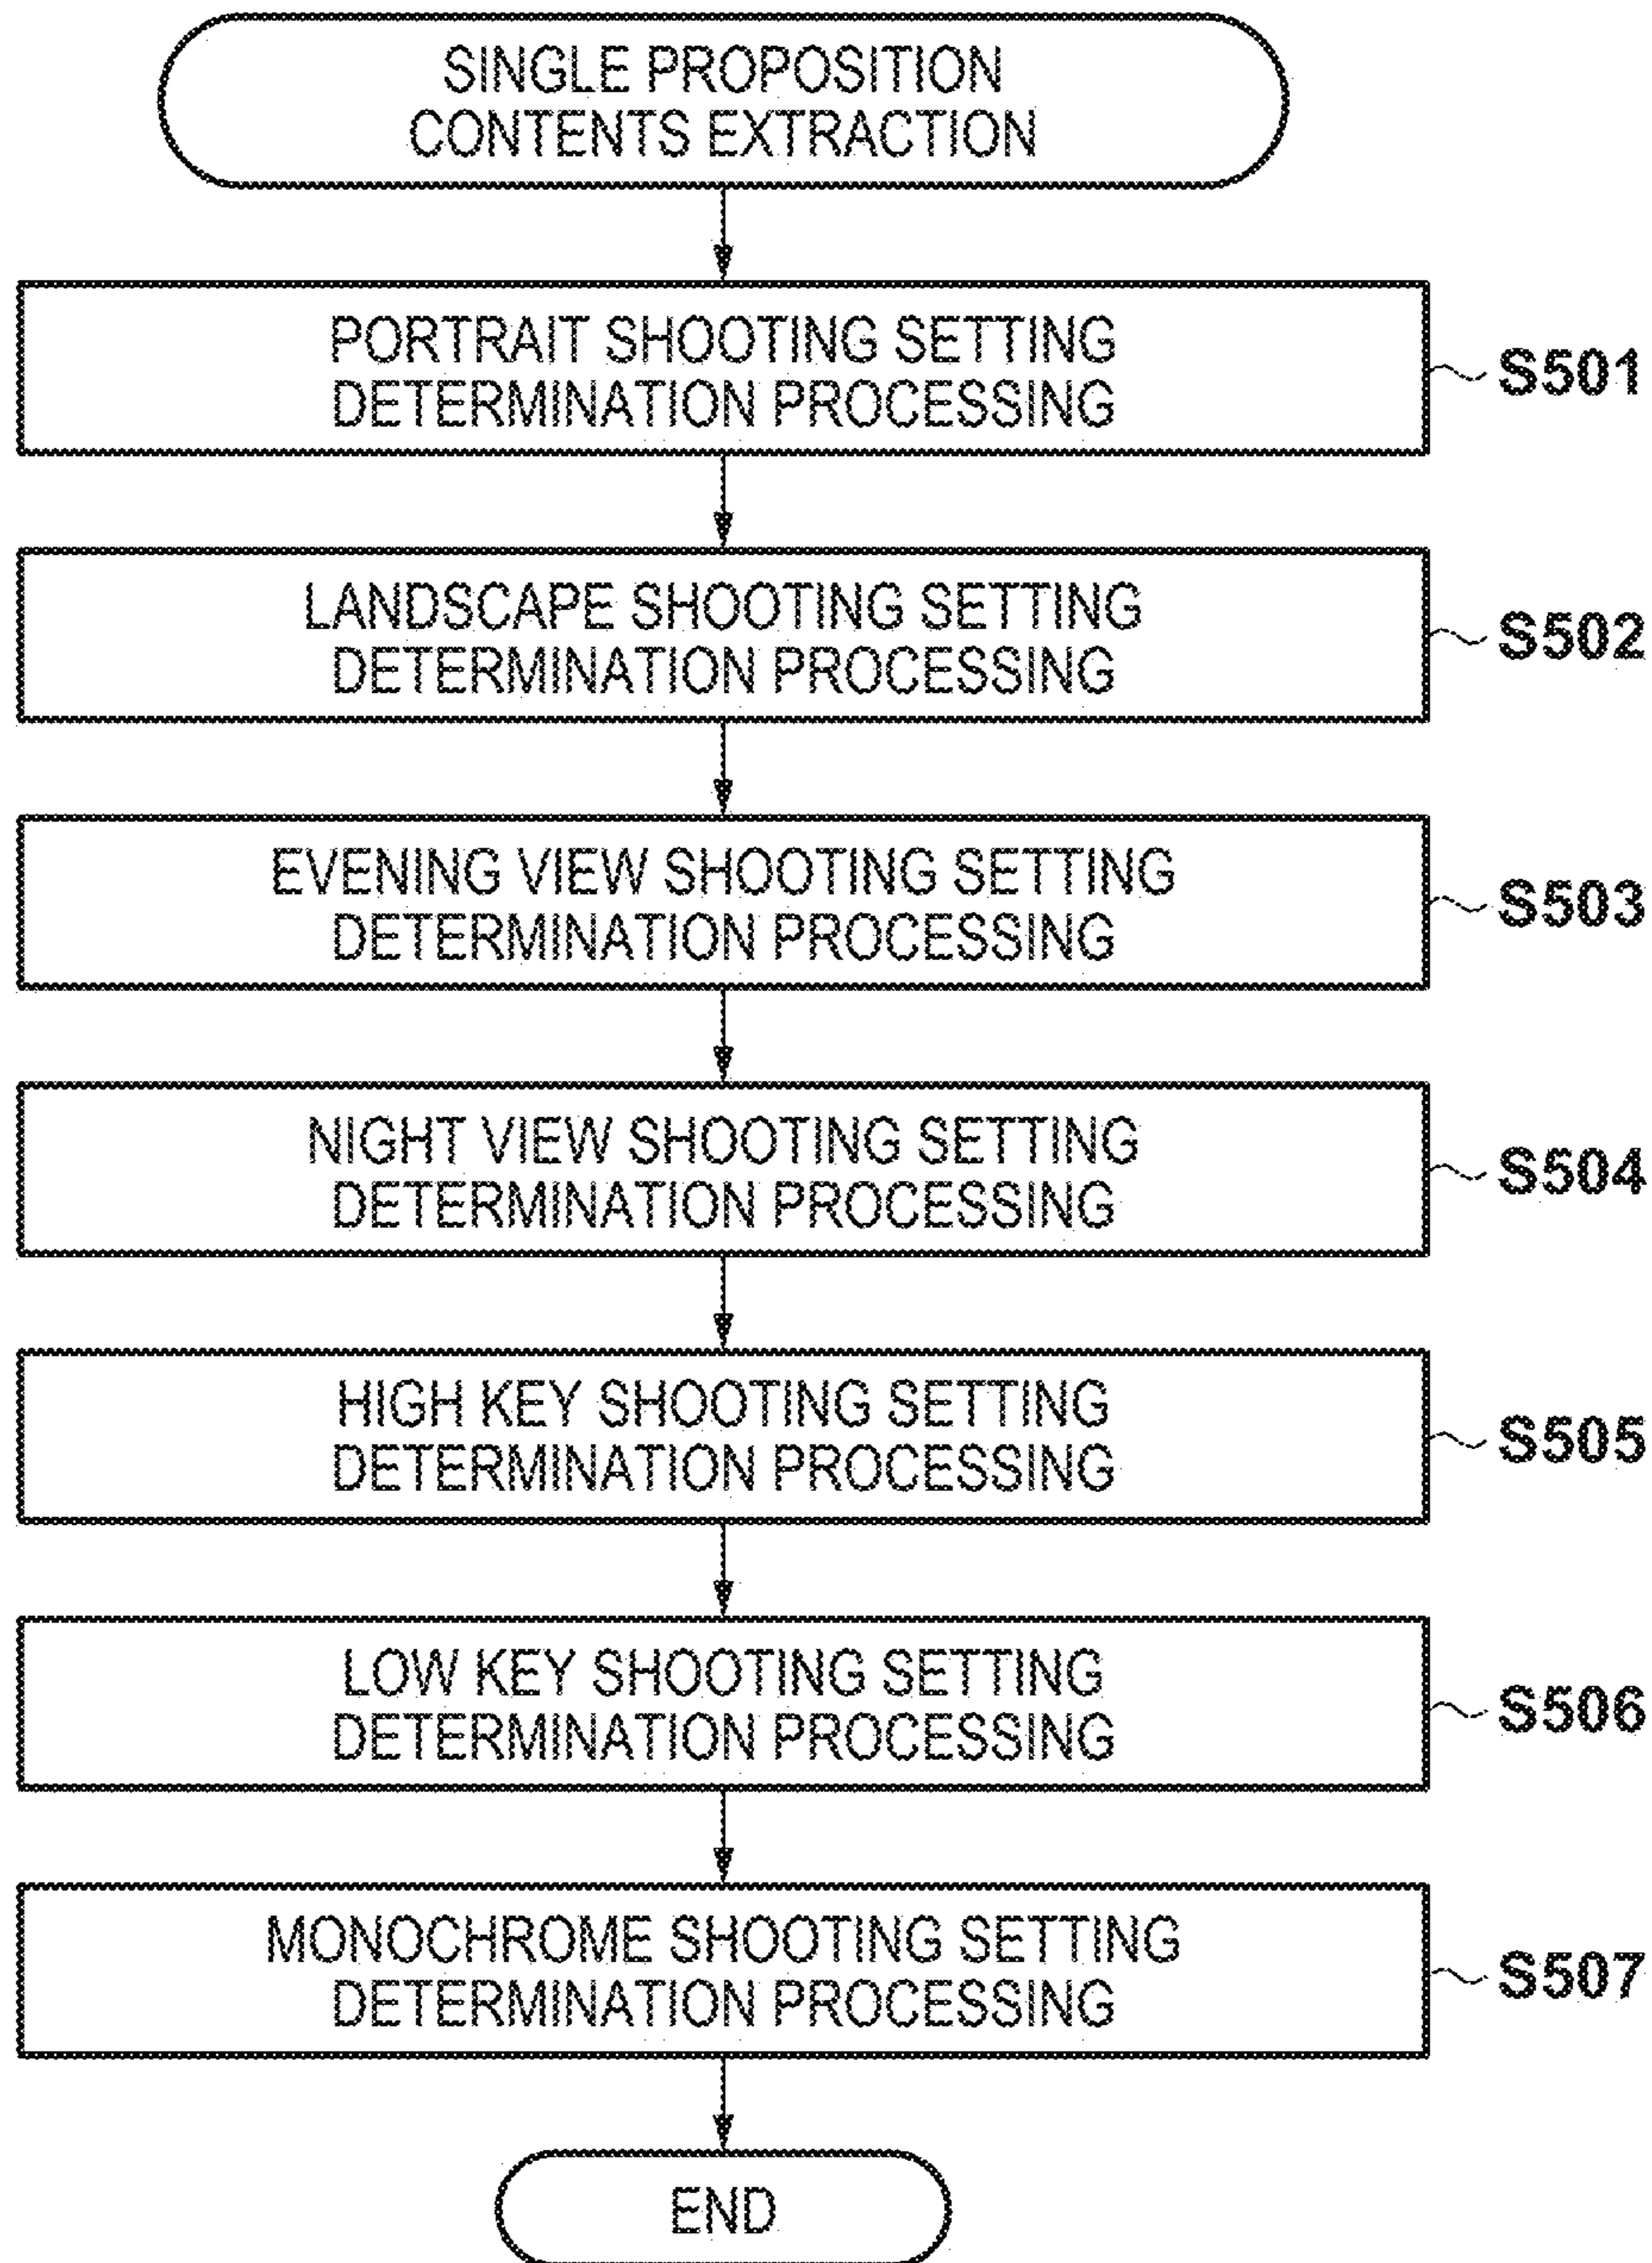 SINGLE PROPOSITION
CONTENTS EXTRACTION
PORTRAIT SHOOTING SETTING
DETERMINATION PROCESSING
S501
LANDSCAPE SHOOTING SETTING
DETERMINATION PROCESSING
S502
EVENING VIEW SHOOTING SETTING
DETERMINATION PROCESSING
S503
NIGHT VIEW SHOOTING SETTING
DETERMINATION PROCESSING
S504
HIGH KEY SHOOTING SETTING
DETERMINATION PROCESSING
S505
LOW KEY SHOOTING SETTING
DETERMINATION PROCESSING
S506
MONOCHROME SHOOTING SETTING
DETERMINATION PROCESSING
S507
END